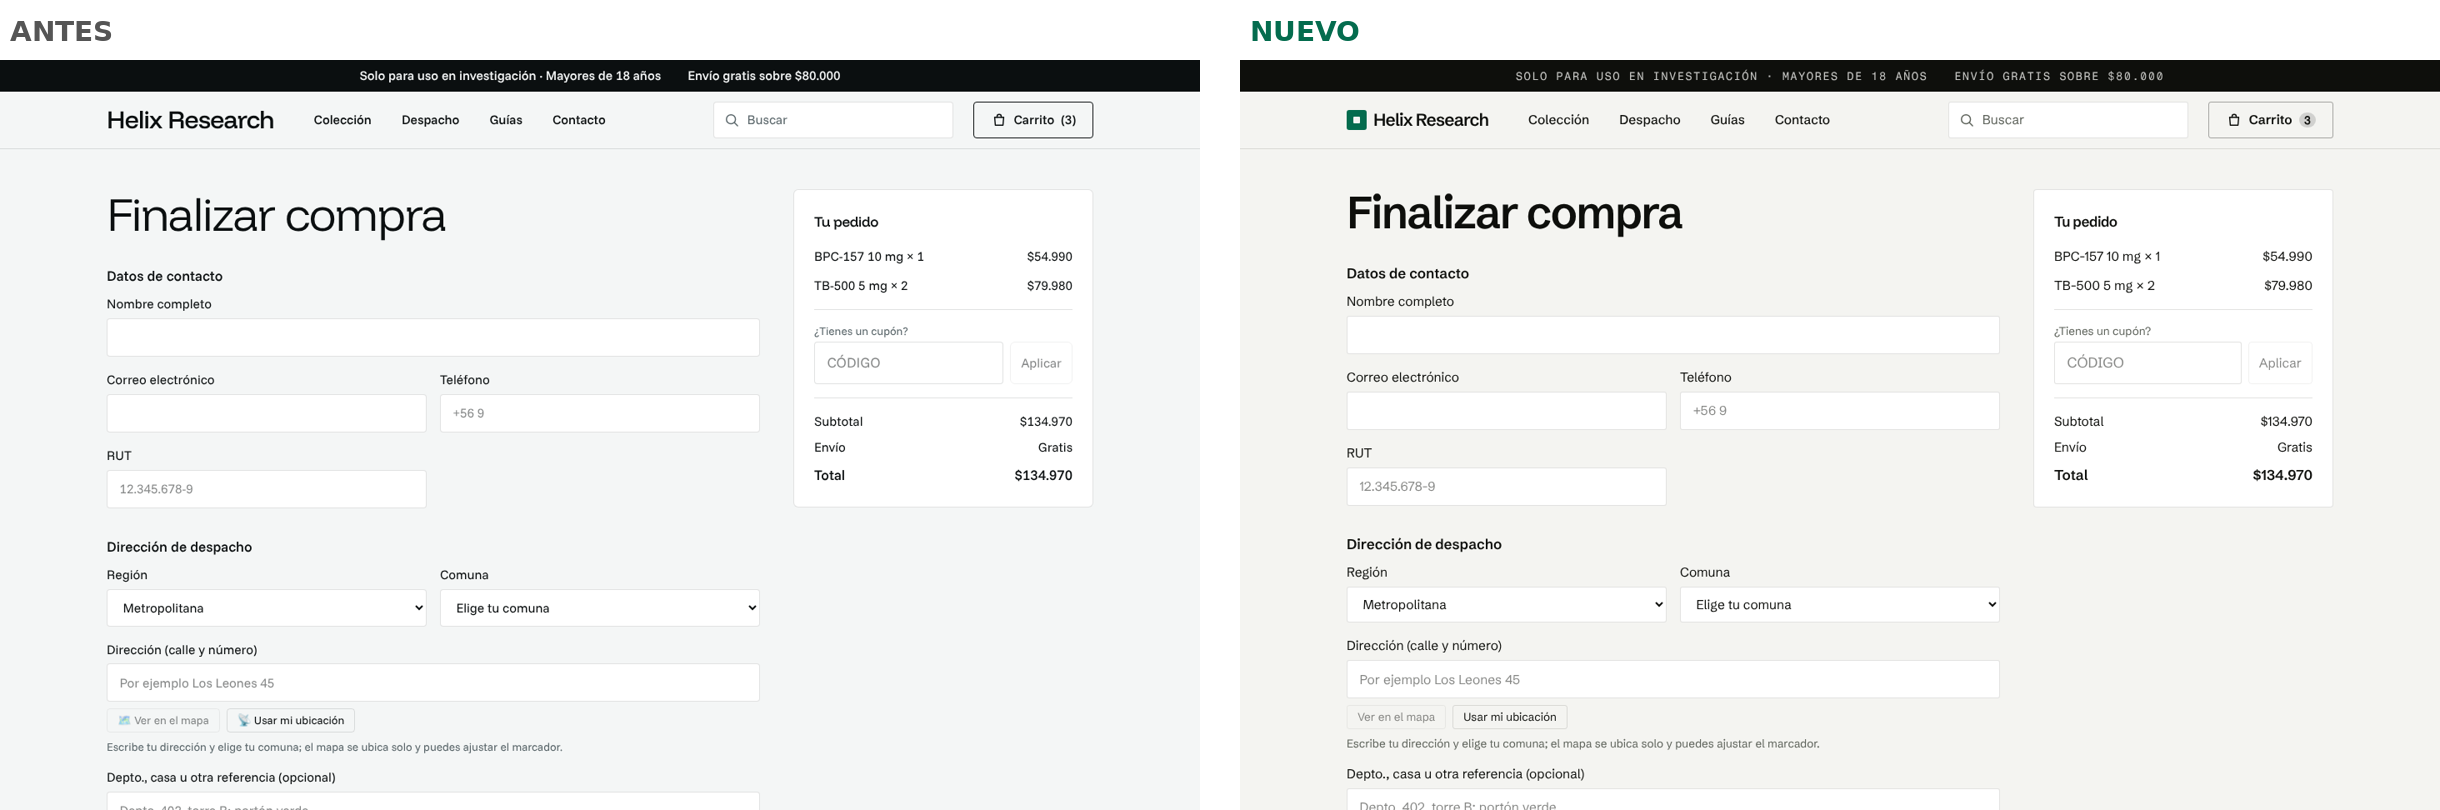 ANTES
Solo para uso en investigación · Mayores de 18 años Envío gratis sobre $80.000
Helix Research Colección Despacho Guías Contacto Buscar Carrito (3)
Finalizar compra
Datos de contacto
Nombre completo
Correo electrónico Teléfono
+56 9
RUT
12.345.678-9
Dirección de despacho
Región Comuna
Metropolitana Elige tu comuna
Dirección (calle y número)
Por ejemplo Los Leones 45
Ver en el mapa Usar mi ubicación
Escribe tu dirección y elige tu comuna; el mapa se ubica solo y puedes ajustar el marcador.
Depto., casa u otra referencia (opcional)
Depto. 402, torre B; portón verde
Tu pedido
BPC-157 10 mg × 1 $54.990
TB-500 5 mg × 2 $79.980
¿Tienes un cupón?
CÓDIGO Aplicar
Subtotal $134.970
Envío Gratis
Total $134.970
NUEVO
SOLO PARA USO EN INVESTIGACIÓN · MAYORES DE 18 AÑOS ENVÍO GRATIS SOBRE $80.000
Helix Research Colección Despacho Guías Contacto Buscar Carrito 3
Finalizar compra
Datos de contacto
Nombre completo
Correo electrónico Teléfono
+56 9
RUT
12.345.678-9
Dirección de despacho
Región Comuna
Metropolitana Elige tu comuna
Dirección (calle y número)
Por ejemplo Los Leones 45
Ver en el mapa Usar mi ubicación
Escribe tu dirección y elige tu comuna; el mapa se ubica solo y puedes ajustar el marcador.
Depto., casa u otra referencia (opcional)
Depto. 402, torre B; portón verde
Tu pedido
BPC-157 10 mg × 1 $54.990
TB-500 5 mg × 2 $79.980
¿Tienes un cupón?
CÓDIGO Aplicar
Subtotal $134.970
Envío Gratis
Total $134.970